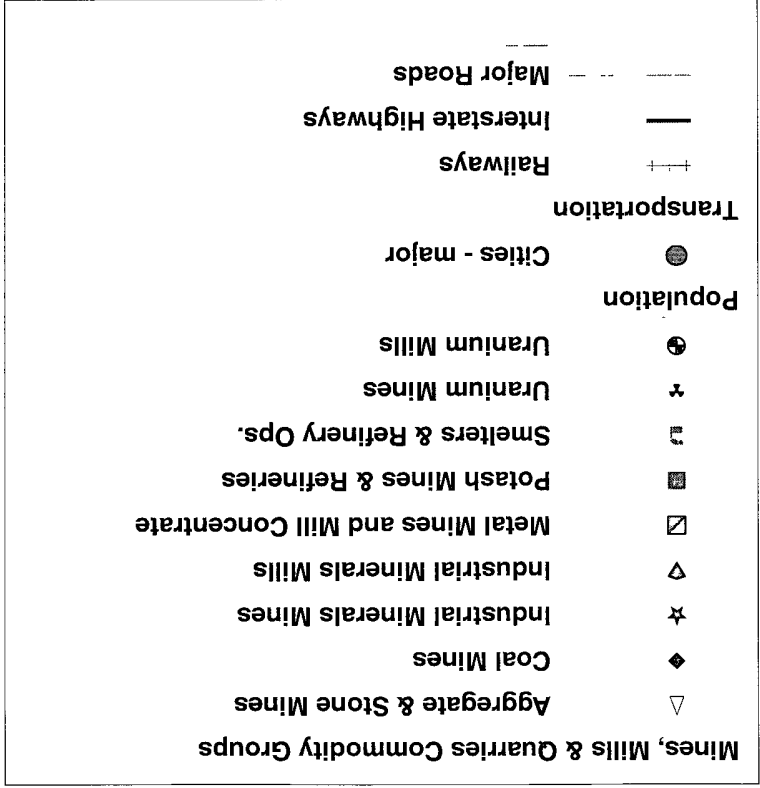 Mines, Mills & Quarries Commodity Groups
Aggregate & Stone Mines
Coal Mines
Industrial Minerals Mines
Industrial Minerals Mills
Metal Mines and Mill Concentrate
Potash Mines & Refineries
Smelters & Refinery Ops.
Uranium Mines
Uranium Mills
Population
Cities - major
Transportation
Railways
Interstate Highways
Major Roads